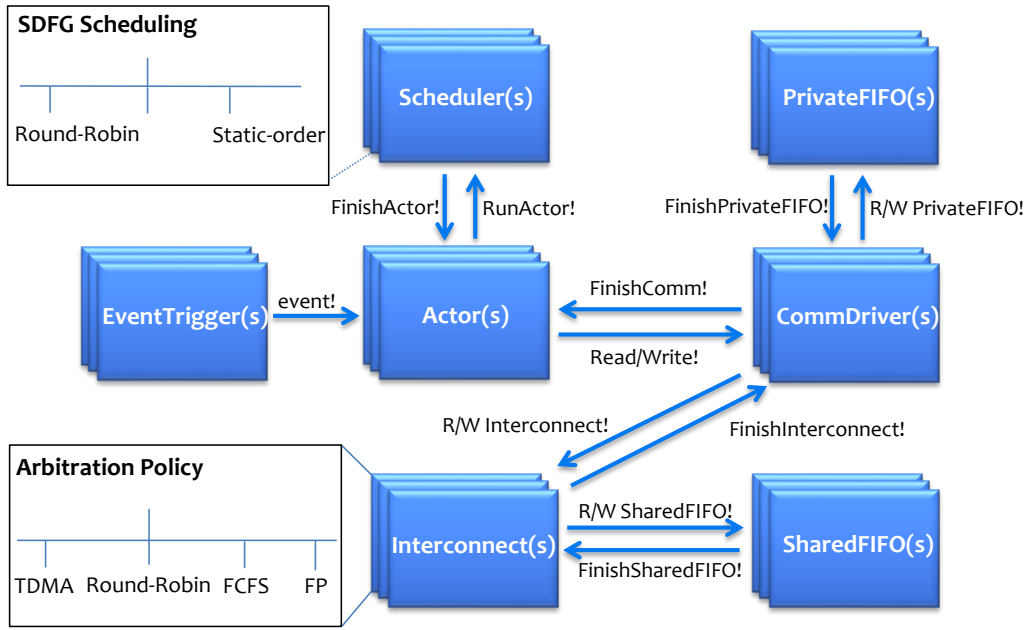 SDFG Scheduling
Round-Robin
Static-order
Scheduler(s)
PrivateFIFO(s)
FinishActor!
RunActor!
FinishPrivateFIFO!
R/W PrivateFIFO!
EventTrigger(s)
event!
Actor(s)
FinishComm!
Read/Write!
CommDriver(s)
R/W Interconnect!
FinishInterconnect!
Arbitration Policy
TDMA
Round-Robin
FCFS
FP
Interconnect(s)
R/W SharedFIFO!
FinishSharedFIFO!
SharedFIFO(s)